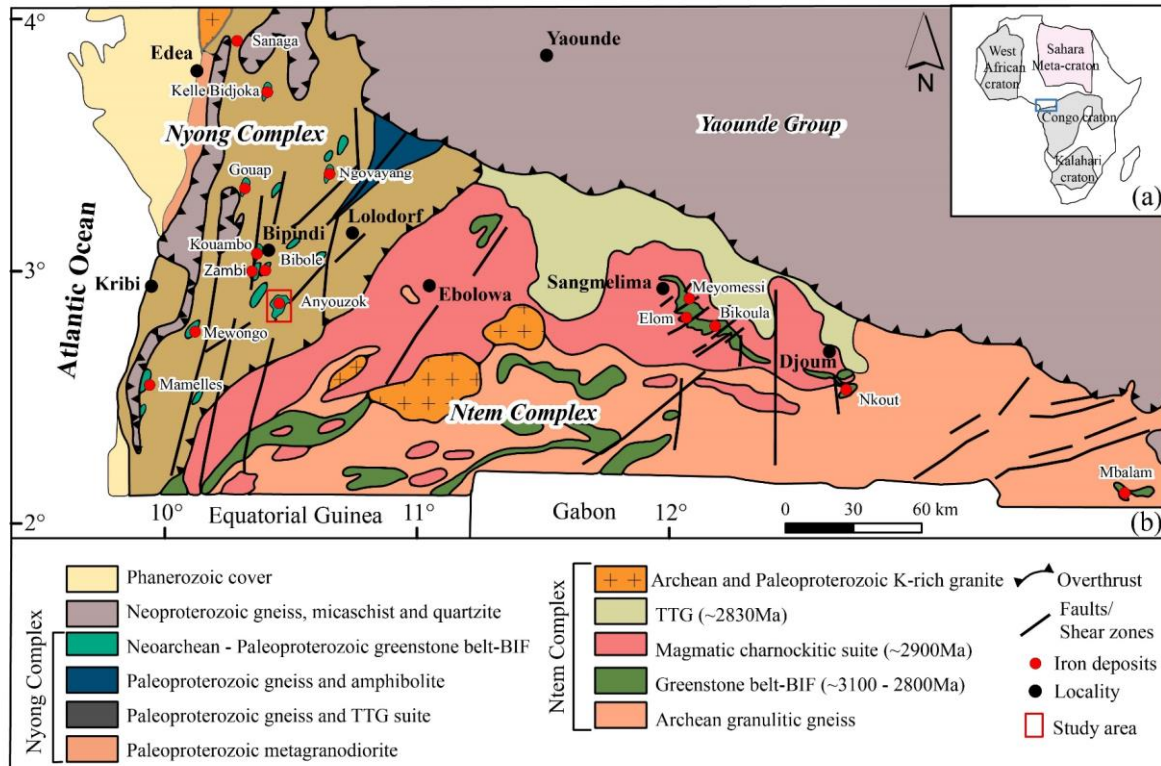 4°
Edea
Sanaga
Yaounde
Kelle Bidjoka
N
Nyong Complex
Yaounde Group
Gouap
Ngovayang
Lolodorf
Kouambo
Bipindi
Zambi
Bibole
3°
Kribi
Atlantic Ocean
Anyouzok
Ebolowa
Sangmelima
Meyomessi
Elom
Bikoula
Mewongo
Djoum
Mamelles
Nkout
Ntem Complex
Mbalam
2°
10°
Equatorial Guinea
11°
Gabon
12°
0 30 60 km
(b)
West
African
craton
Sahara
Meta-craton
Congo craton
Kalahari
craton
(a)
Nyong Complex
Phanerozoic cover
Neoproterozoic gneiss, micaschist and quartzite
Neoarchean - Paleoproterozoic greenstone belt-BIF
Paleoproterozoic gneiss and amphibolite
Paleoproterozoic gneiss and TTG suite
Paleoproterozoic metagranodiorite
Ntem Complex
Archean and Paleoproterozoic K-rich granite
TTG (~2830Ma)
Magmatic charnockitic suite (~2900Ma)
Greenstone belt-BIF (~3100 - 2800Ma)
Archean granulitic gneiss
Overthrust
Faults/
Shear zones
Iron deposits
Locality
Study area